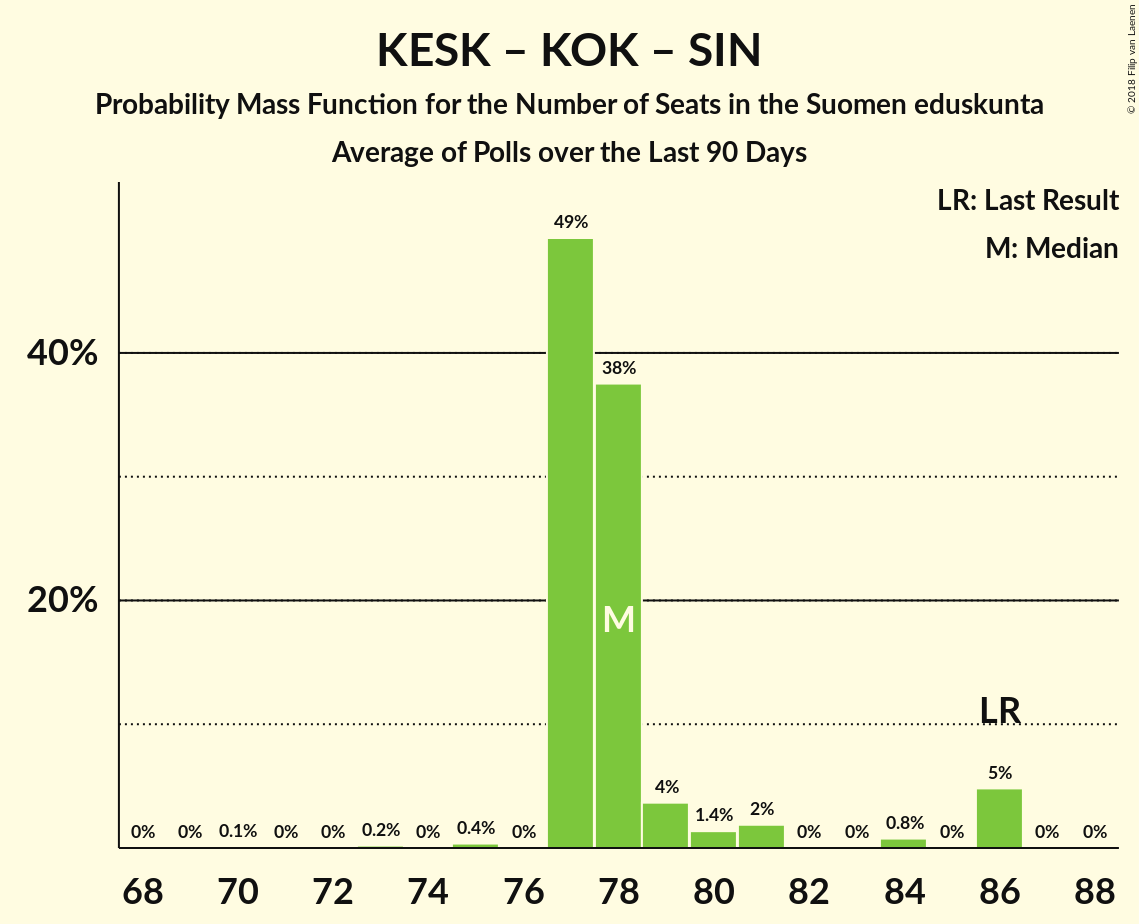 © 2018 Filip van Laenen
KESK – KOK – SIN
Probability Mass Function for the Number of Seats in the Suomen eduskunta
Average of Polls over the Last 90 Days
LR: Last Result
M: Median
49%
40%
38%
20%
M
LR
5%
4%
2%
1.4%
0.8%
0% 0% 0.1% 0% 0% 0.2% 0% 0.4% 0% 0% 0% 0% 0% 0%
68 70 72 74 76 78 80 82 84 86 88